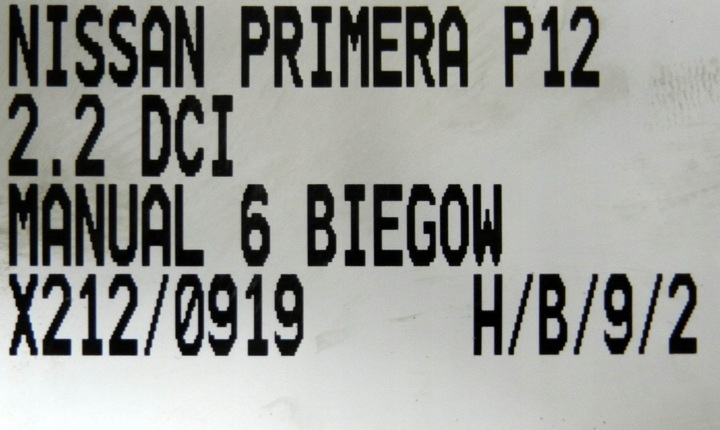 NISSAN PRIMERA P12
2.2 DCI
MANUAL 6 BIEGOW
X212/0919 H/B/9/2